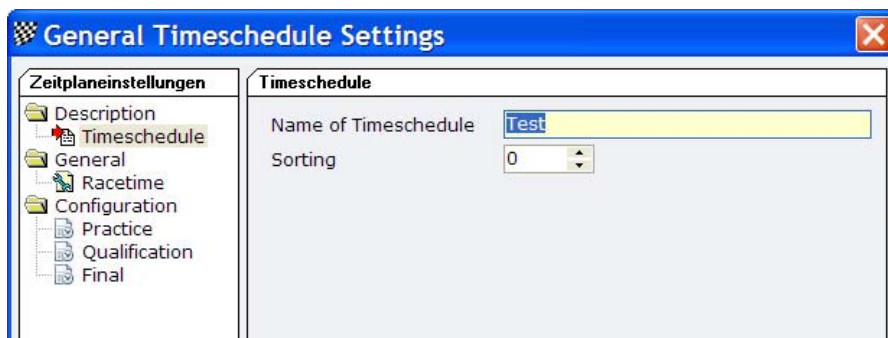 General Timeschedule Settings
Zeitplaneinstellungen
Description
Timeschedule
General
Racetime
Configuration
Practice
Qualification
Final
Timeschedule
Name of Timeschedule Test
Sorting 0